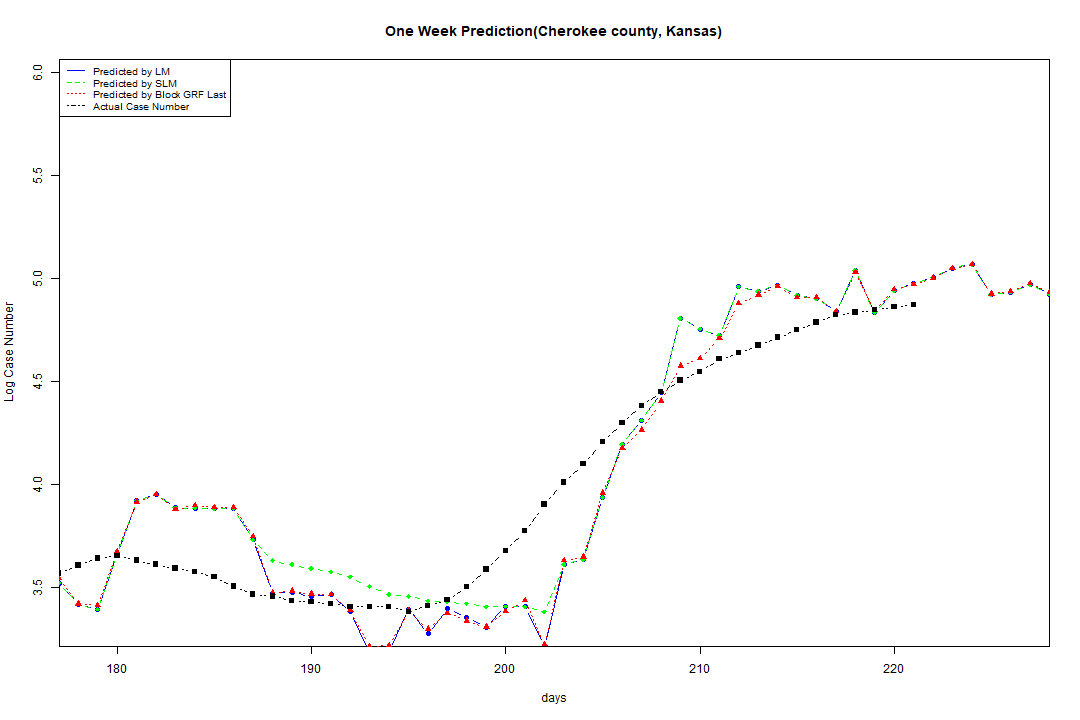 One Week Prediction(Cherokee county, Kansas)
Predicted by LM
Predicted by SLM
Predicted by Block GRF Last
Actual Case Number
6.0
5.5
5.0
4.5
4.0
3.5
Log Case Number
180 190 200 210 220
days